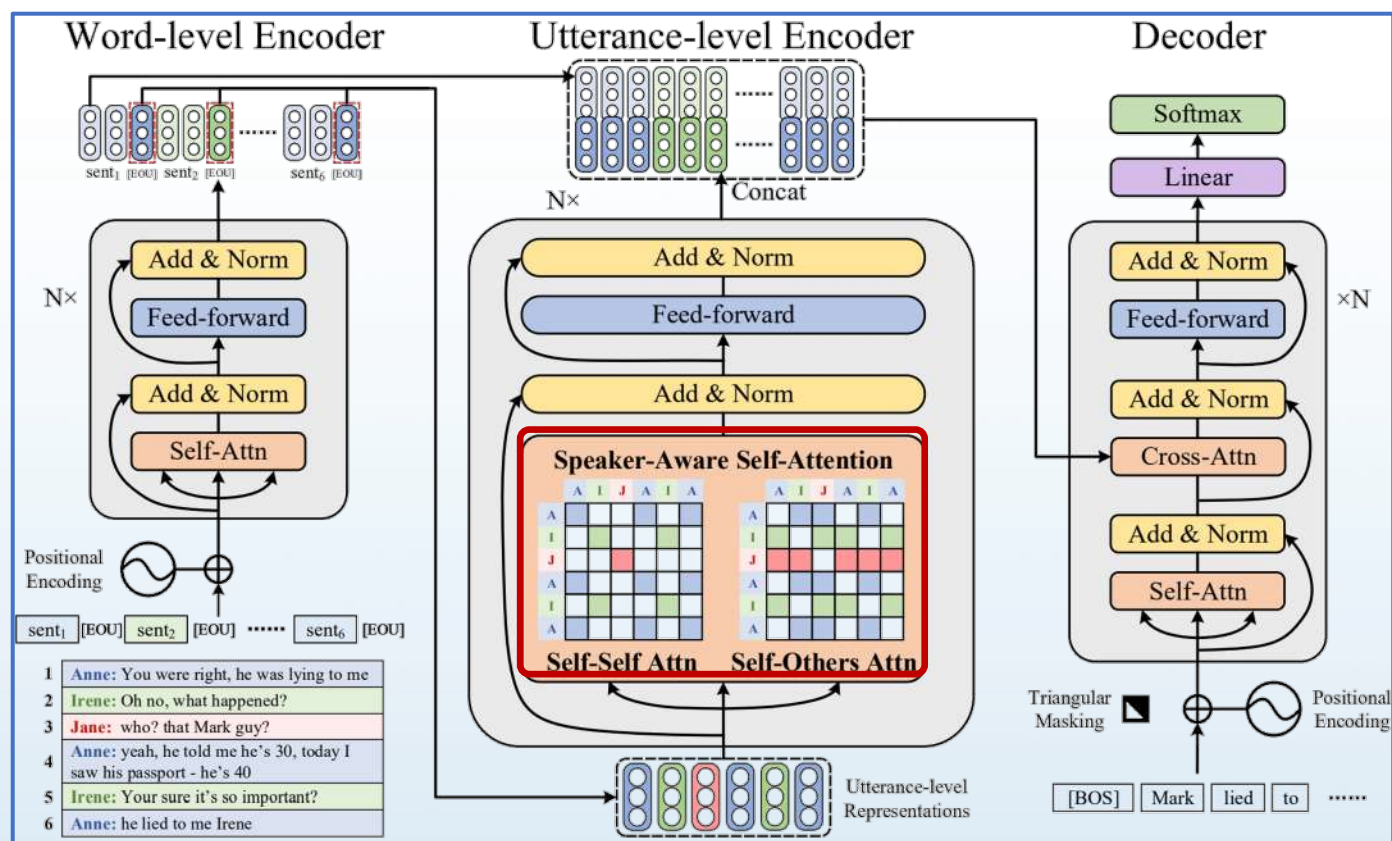 Word-level Encoder
Utterance-level Encoder
Decoder
sent1 [EOU] sent2 [EOU] ...... sent6 [EOU]
N×
Add & Norm
Feed-forward
Add & Norm
Self-Attn
Positional
Encoding
sent1 [EOU] sent2 [EOU] ...... sent6 [EOU]
1 Anne: You were right, he was lying to me
2 Irene: Oh no, what happened?
3 Jane: who? that Mark guy?
4 Anne: yeah, he told me he's 30, today I
saw his passport - he's 40
5 Irene: Your sure it's so important?
6 Anne: he lied to me Irene
......
......
Concat
N×
Add & Norm
Feed-forward
Add & Norm
Speaker-Aware Self-Attention
A I J A I A
A
I
J
A
I
A
Self-Self Attn
A I J A I A
A
I
J
A
I
A
Self-Others Attn
Utterance-level
Representations
Softmax
Linear
×N
Add & Norm
Feed-forward
Add & Norm
Cross-Attn
Add & Norm
Self-Attn
Triangular
Masking
Positional
Encoding
[BOS] Mark lied to ......